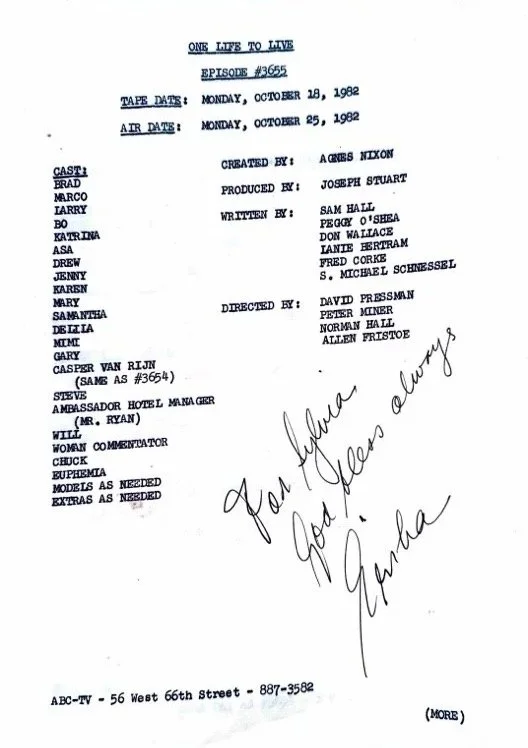 ONE LIFE TO LIVE
EPISODE #3655
TAPE DATE: MONDAY, OCTOBER 18, 1982
AIR DATE: MONDAY, OCTOBER 25, 1982
CAST:
BRAD
MARCO
LARRY
BO
KATRINA
ASA
DREW
JENNY
KAREN
MARY
SAMANTHA
DELILA
MIMI
GARY
CASPER VAN RIJN
(SAME AS #3654)
STEVE
AMBASSADOR HOTEL MANAGER
(MR. RYAN)
WILL
WOMAN COMMENTATOR
CHUCK
EUPHEMIA
MODELS AS NEEDED
EXTRAS AS NEEDED
CREATED BY: AGNES NIXON
PRODUCED BY: JOSEPH STUART
WRITTEN BY: SAM HALL
PEGGY O'SHEA
DON WALLACE
LANIE BERTRAM
FRED CORKE
S. MICHAEL SCHNESSEL
DIRECTED BY: DAVID PRESSMAN
PETER MINER
NORMAN HALL
ALLEN FRISTOE
For Sylvia
God bless always
ABC-TV - 56 West 66th Street - 887-3582
(MORE)